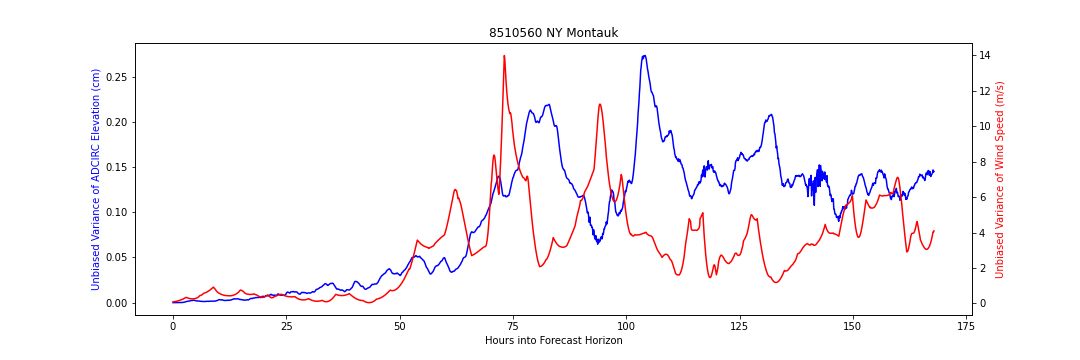 8510560 NY Montauk
Unbiased Variance of ADCIRC Elevation (cm)
0.25
0.20
0.15
0.10
0.05
0.00
14
12
10
8
6
4
2
0
Unbiased Variance of Wind Speed (m/s)
0 25 50 75 100 125 150 175
Hours into Forecast Horizon